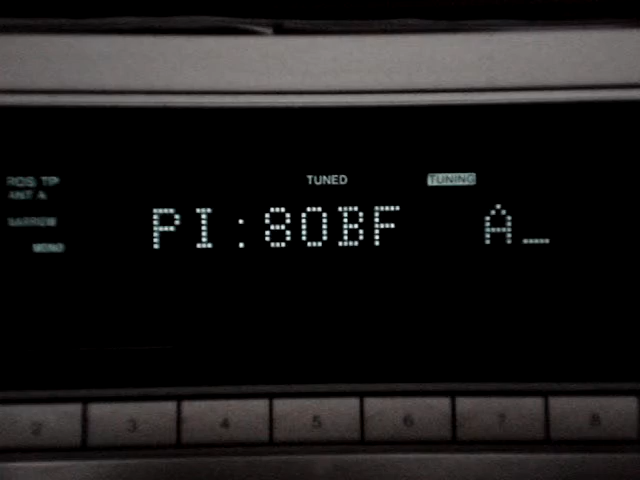 RDS TP
ANT A
TUNED
TUNING
NARROW
MONO
PI:80BF A_
2 3 4 5 6 7 8